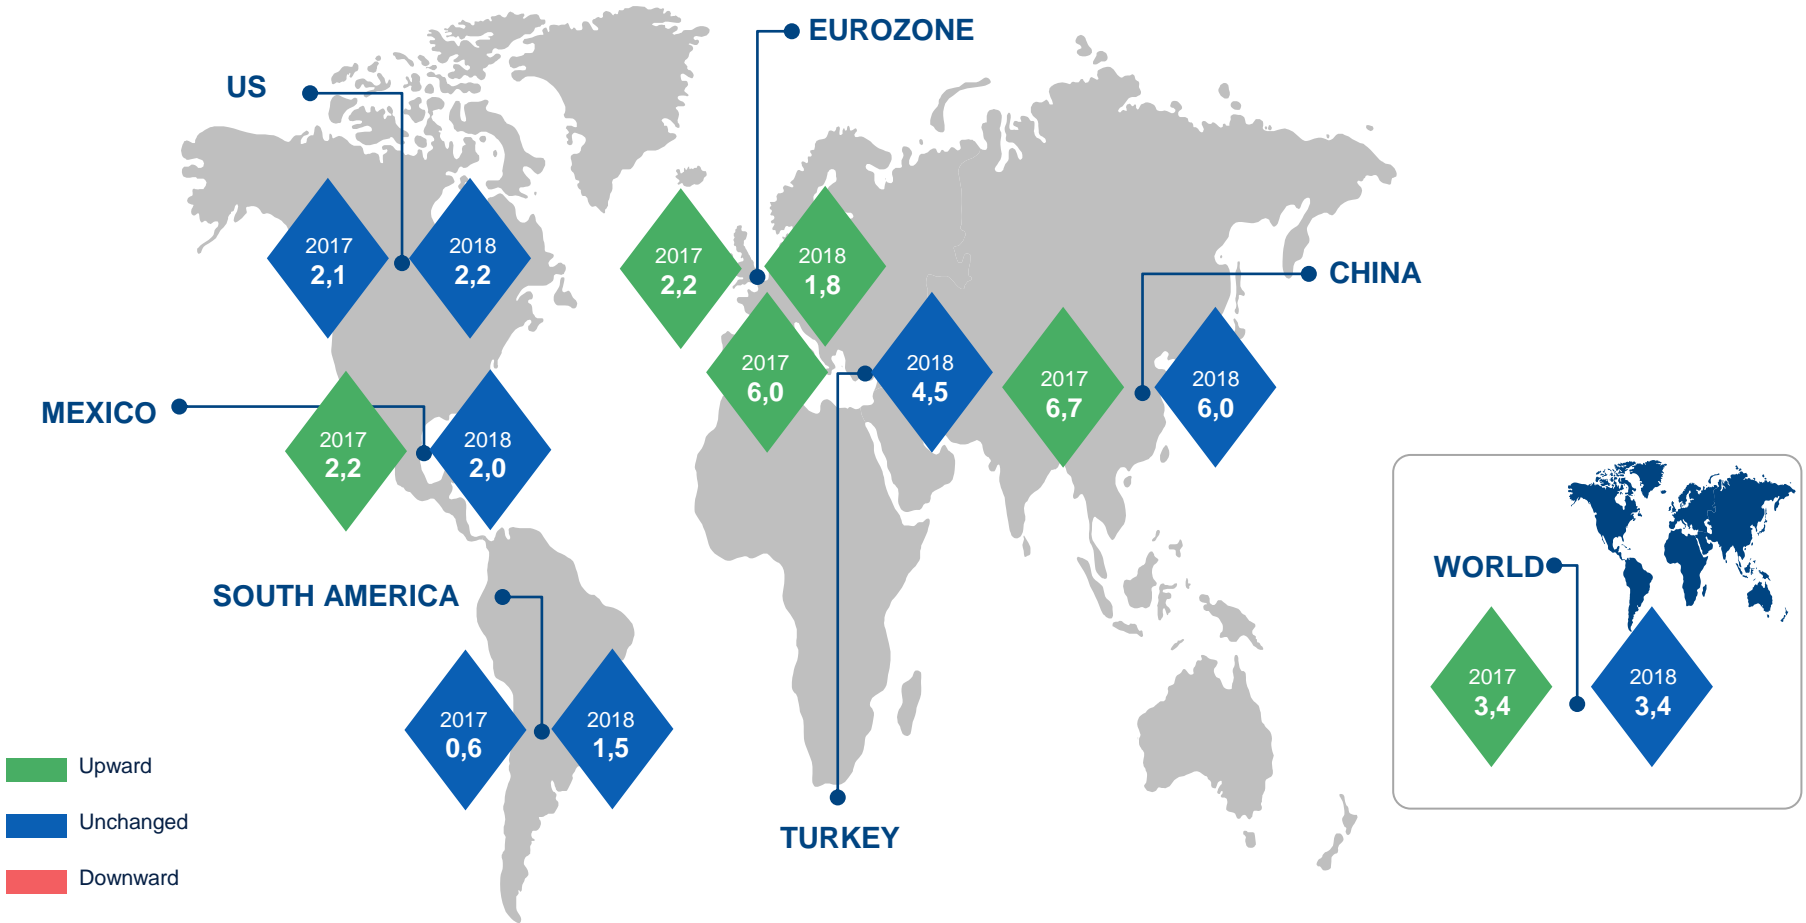 EUROZONE
US
2017
2,1
2018
2,2
2017
2,2
2018
1,8
CHINA
2017
6,0
2018
4,5
2017
6,7
2018
6,0
MEXICO
2017
2,2
2018
2,0
SOUTH AMERICA
2017
0,6
2018
1,5
WORLD
2017
3,4
2018
3,4
TURKEY
Upward
Unchanged
Downward